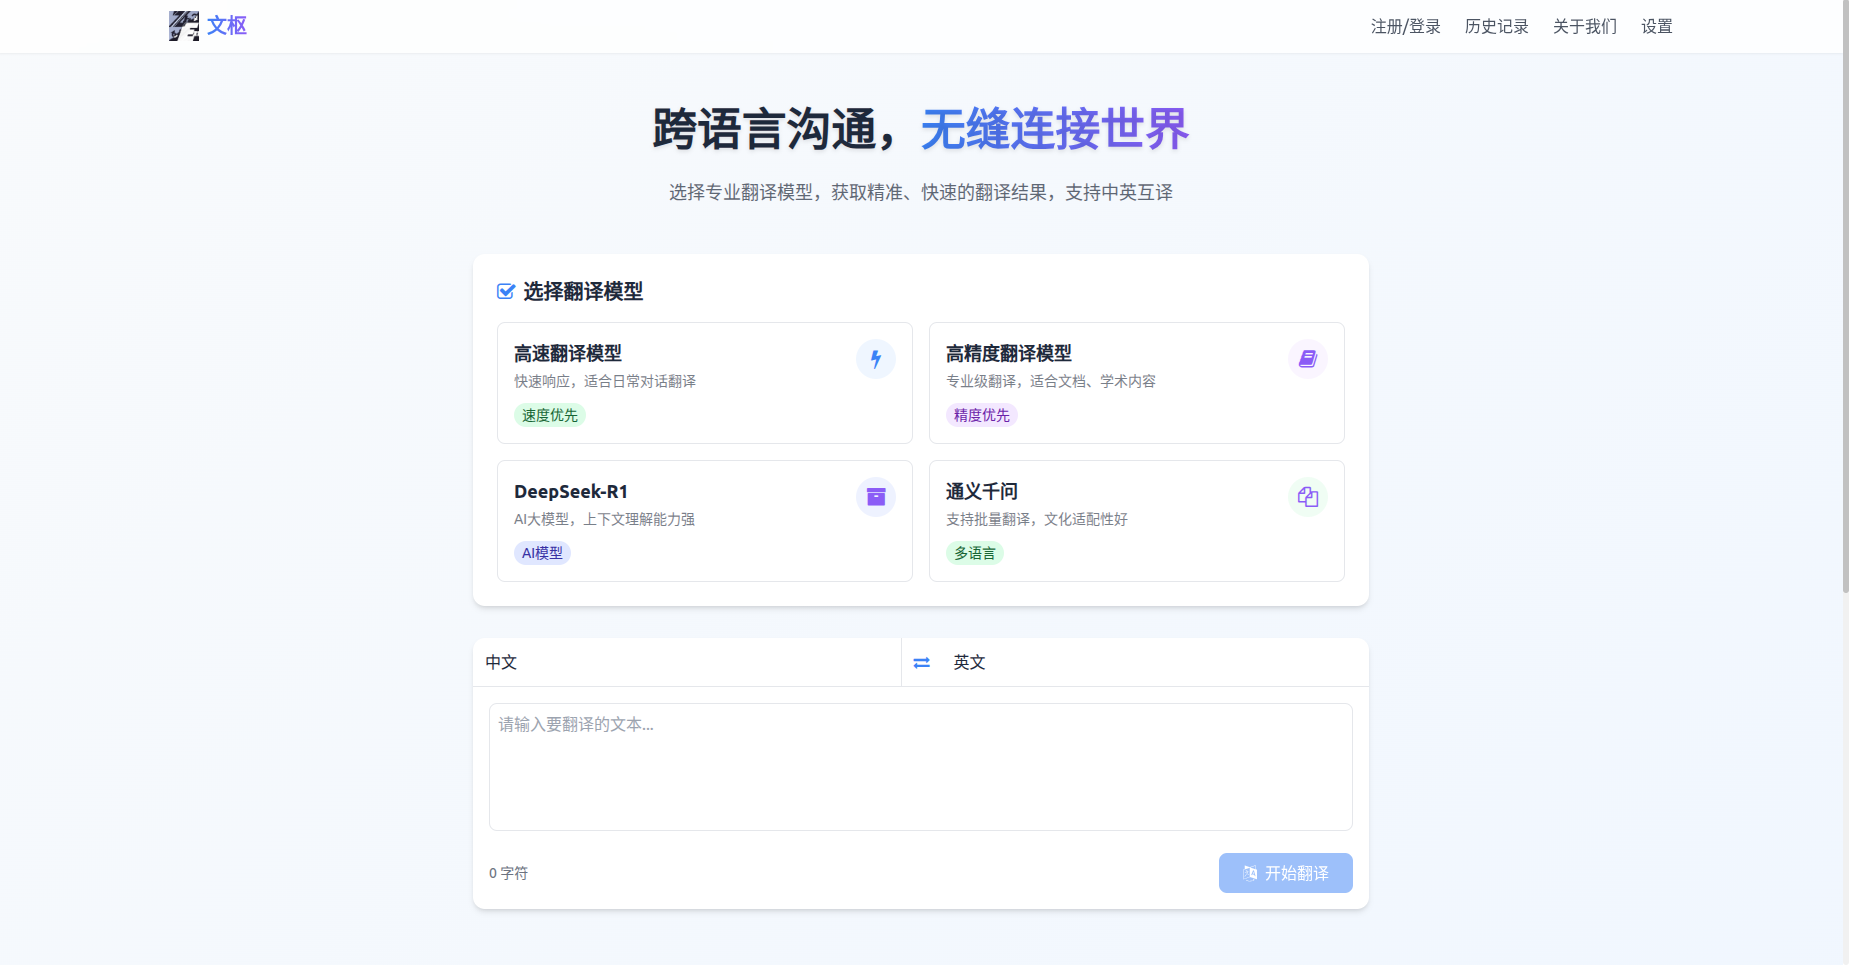 文枢
注册/登录 历史记录 关于我们 设置
跨语言沟通，无缝连接世界
选择专业翻译模型，获取精准、快速的翻译结果，支持中英互译
选择翻译模型
高速翻译模型
快速响应，适合日常对话翻译
速度优先
高精度翻译模型
专业级翻译，适合文档、学术内容
精度优先
DeepSeek-R1
AI大模型，上下文理解能力强
AI模型
通义千问
支持批量翻译，文化适配性好
多语言
中文
英文
请输入要翻译的文本...
0 字符
开始翻译